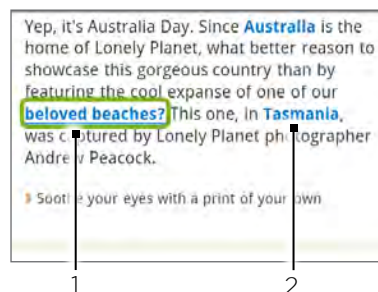 Yep, it's Australia Day. Since Australia is the
home of Lonely Planet, what better reason to
showcase this gorgeous country than by
featuring the cool expanse of one of our
beloved beaches? This one, in Tasmania,
was captured by Lonely Planet photographer
Andrew Peacock.
Soothe your eyes with a print of your own
1 2